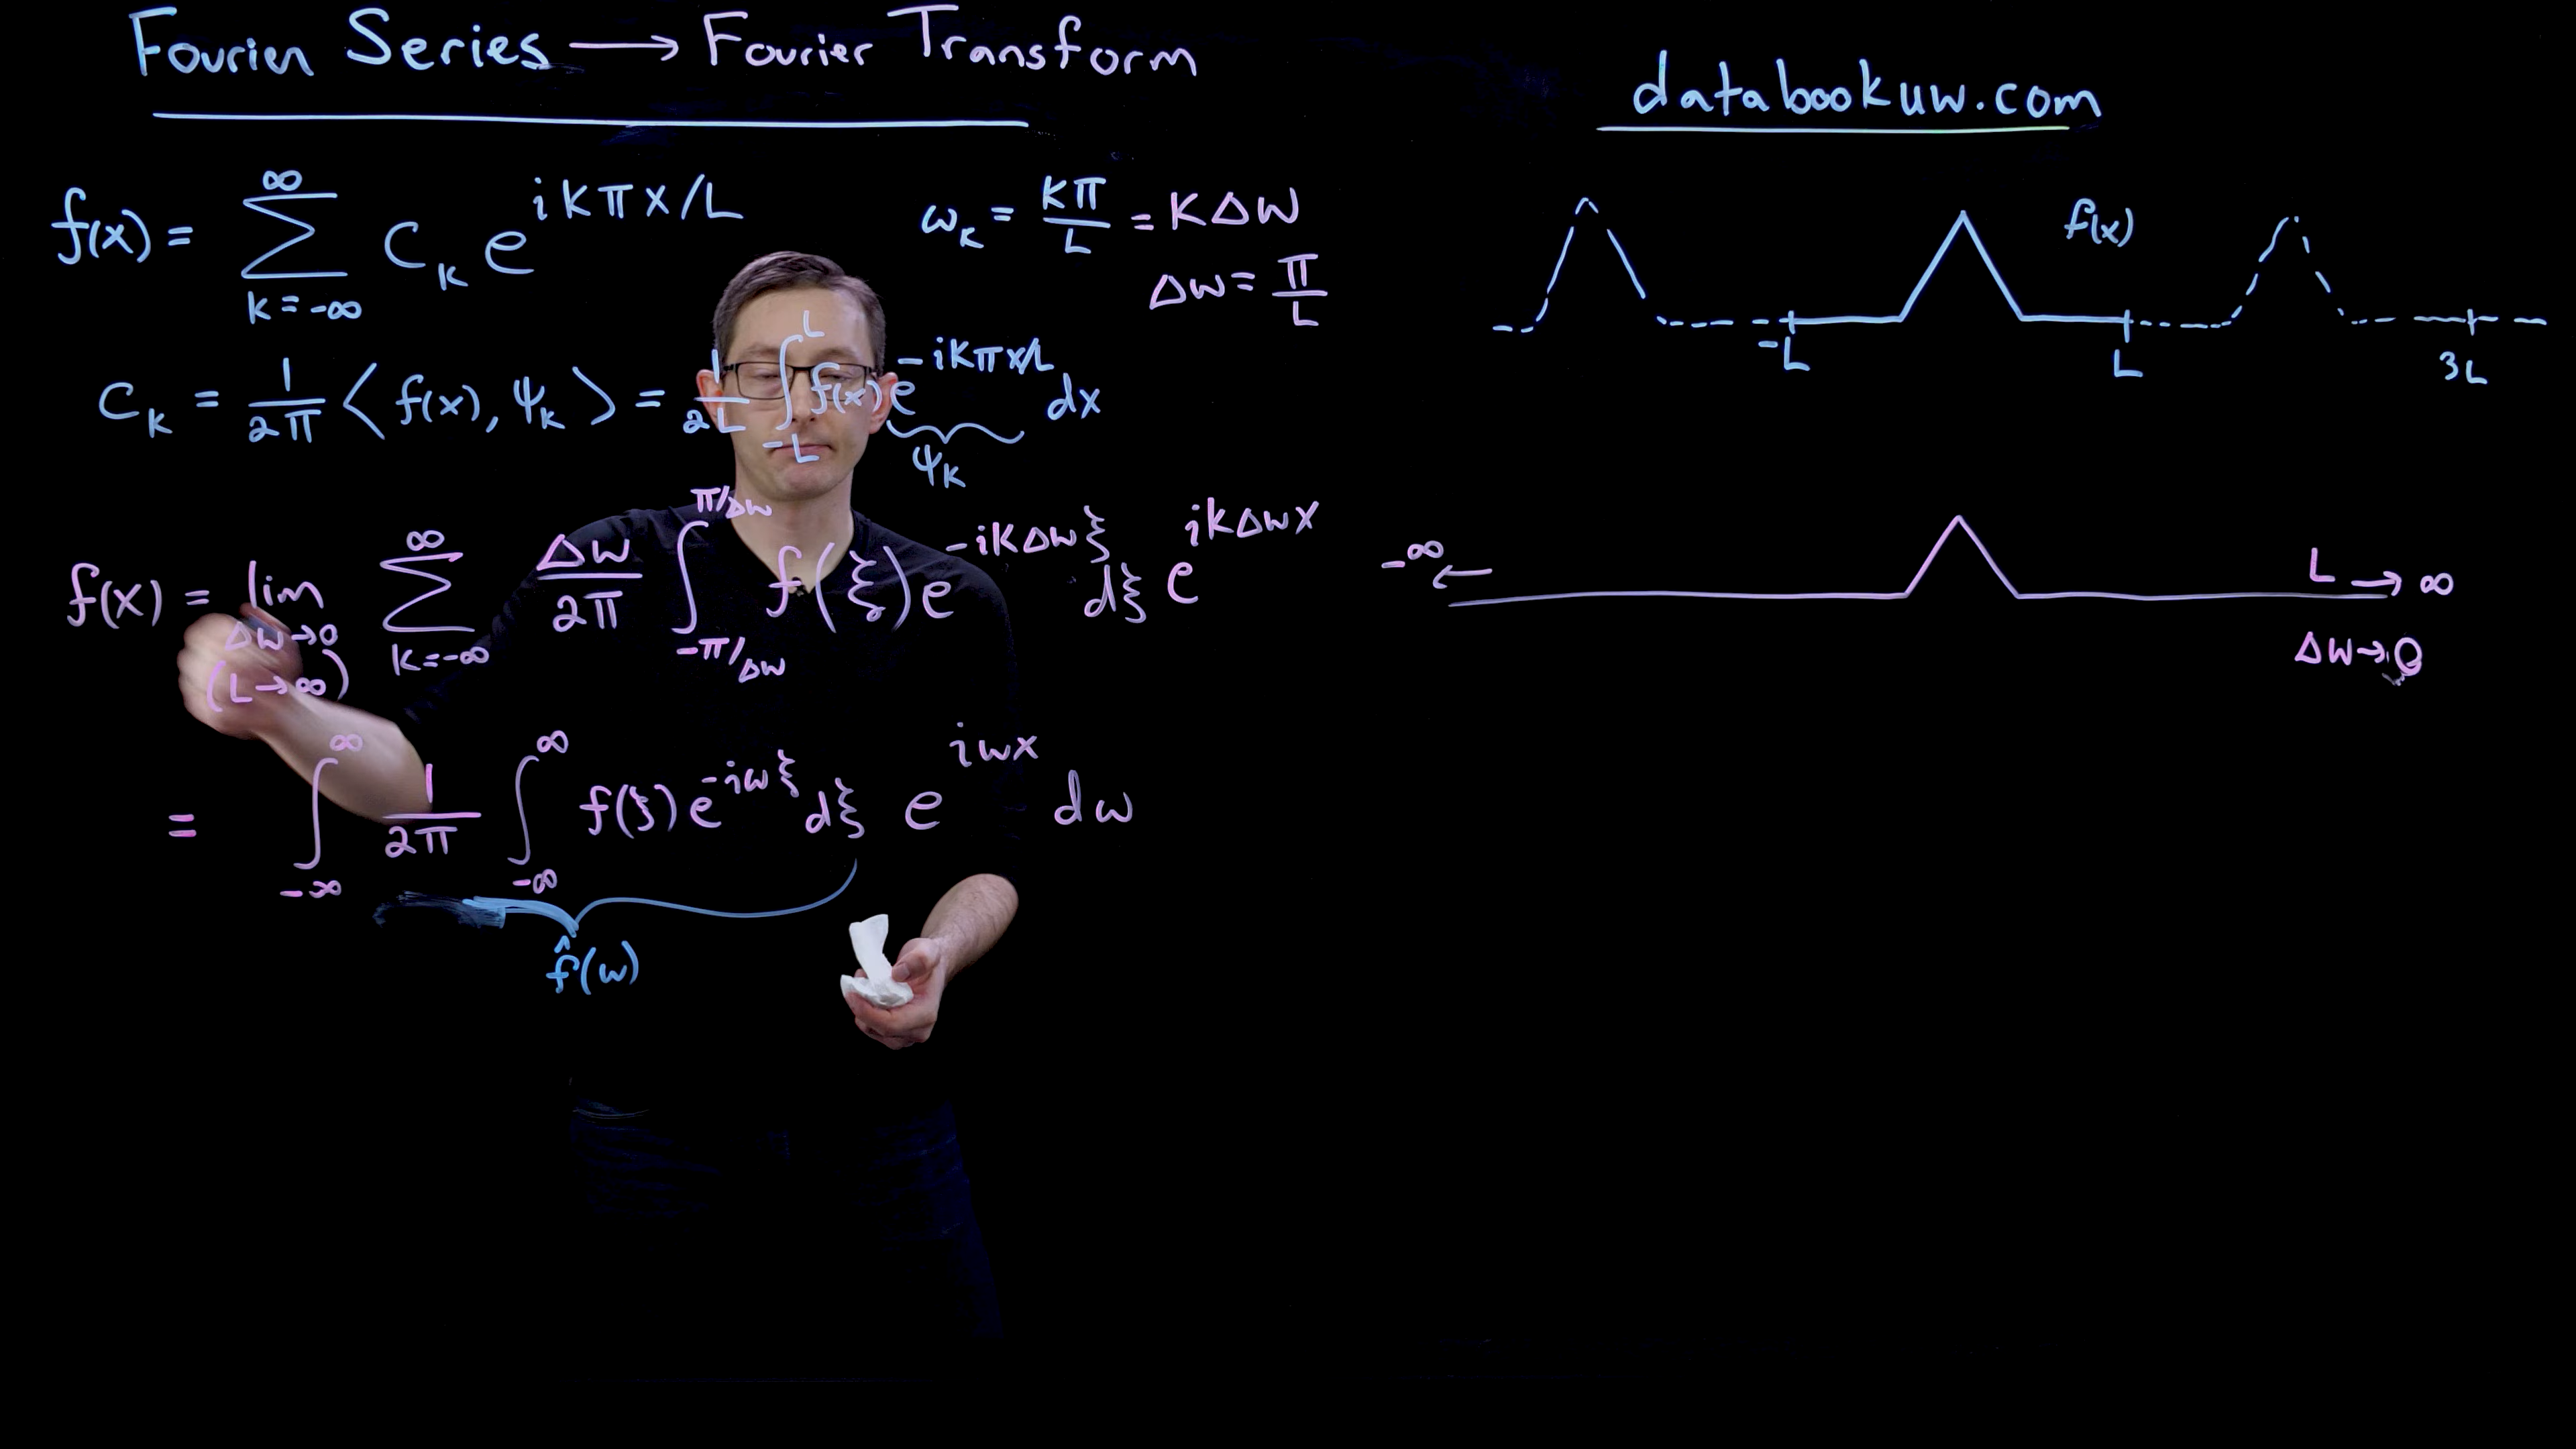 Fourier Series → Fourier Transform
databookuw.com
f(x) = ∑_{k=-∞}^{∞} C_k e^{ikπx/L}
ω_k = kπ/L = kΔω
Δω = π/L
f(x)
-L L 3L
C_k = 1/2π ⟨f(x), ψ_k⟩ = 1/2L ∫_{-L}^{L} f(x) e^{-ikπx/L} dx
ψ_k
f(x) = lim_{Δω→0 (L→∞)} ∑_{k=-∞}^{∞} Δω/2π ∫_{-π/Δω}^{π/Δω} f(ξ) e^{-ikΔωξ} dξ e^{ikΔωx}
-∞ ← L → ∞
Δω→0
= ∫_{-∞}^{∞} 1/2π ∫_{-∞}^{∞} f(ξ) e^{-iωξ} dξ e^{iωx} dω
f̂(ω)